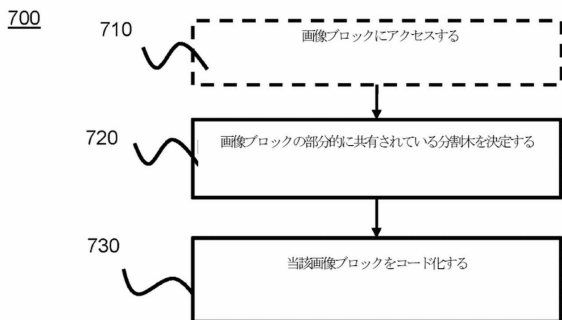 700
710
画像ブロックにアクセスする
720
画像ブロックの部分的に共有されている分割木を決定する
730
当該画像ブロックをコード化する